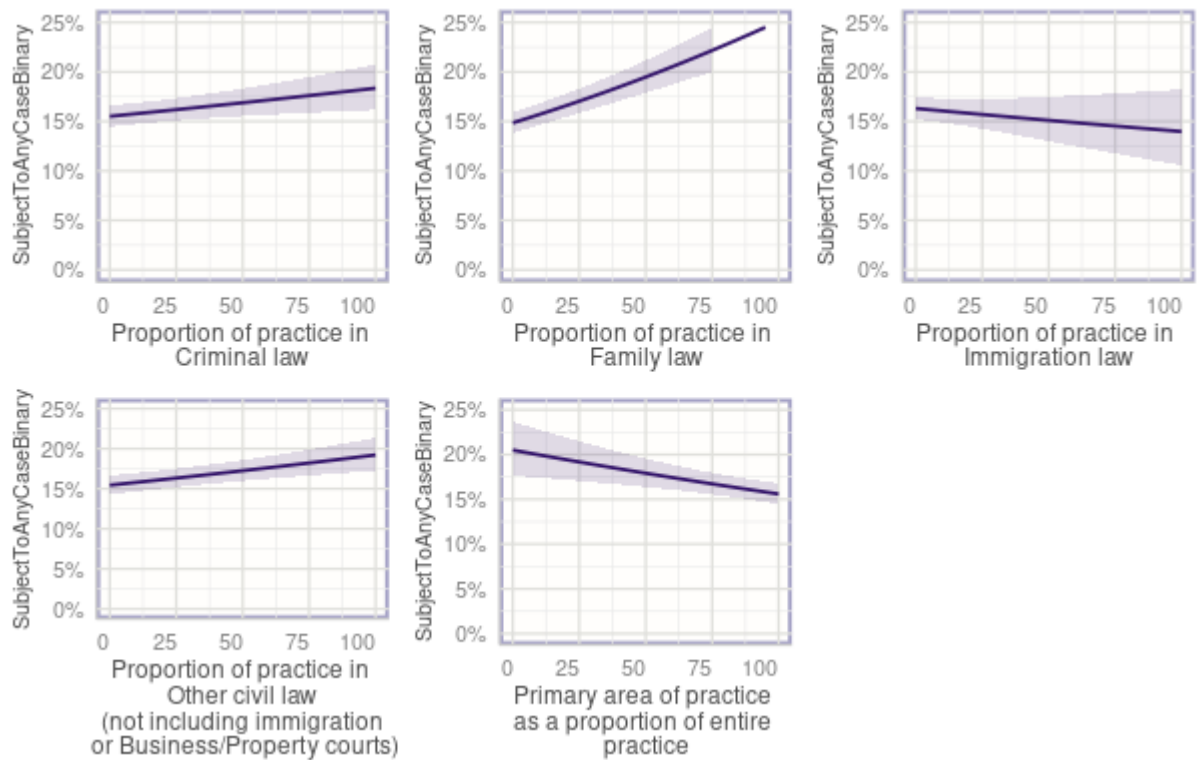 SubjectToAnyCaseBinary
25%
20%
15%
10%
5%
0%
0 25 50 75 100
Proportion of practice in
Criminal law
SubjectToAnyCaseBinary
25%
20%
15%
10%
5%
0%
0 25 50 75 100
Proportion of practice in
Family law
SubjectToAnyCaseBinary
25%
20%
15%
10%
5%
0%
0 25 50 75 100
Proportion of practice in
Immigration law
SubjectToAnyCaseBinary
25%
20%
15%
10%
5%
0%
0 25 50 75 100
Proportion of practice in
Other civil law
(not including immigration
or Business/Property courts)
SubjectToAnyCaseBinary
25%
20%
15%
10%
5%
0%
0 25 50 75 100
Primary area of practice
as a proportion of entire
practice